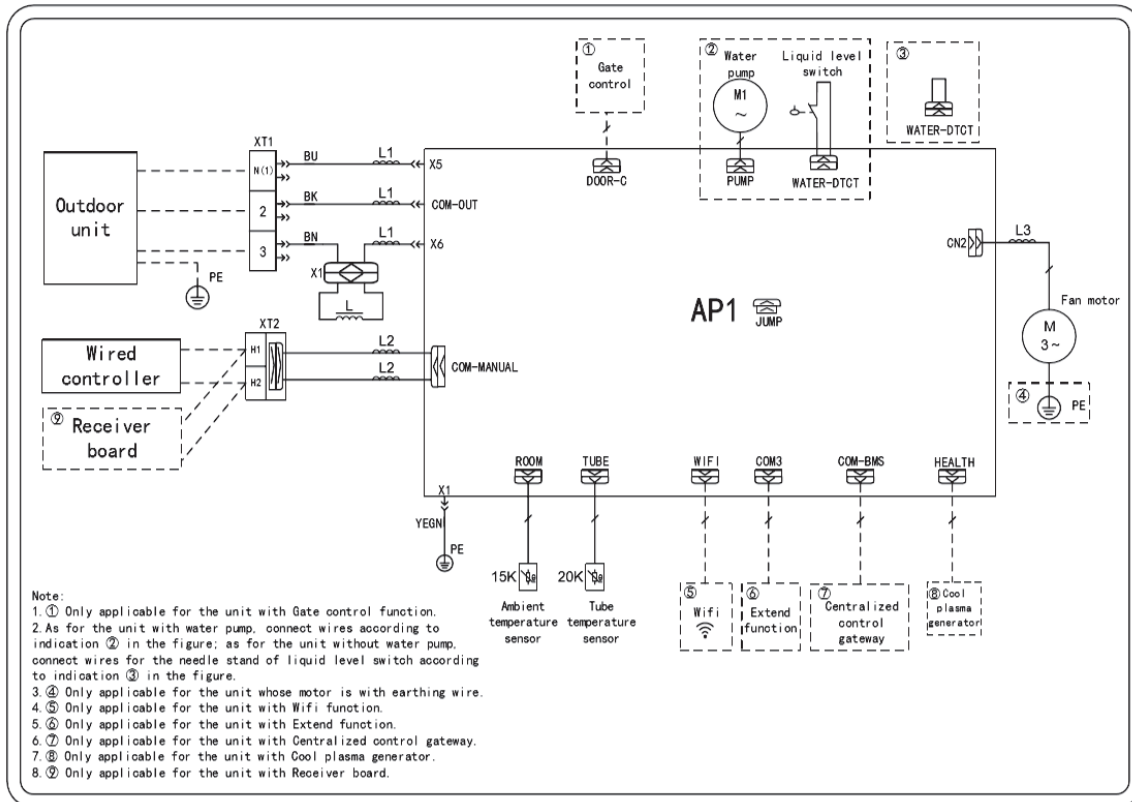 ①
Gate
control
DOOR-C
②
Water
pump
M1
~
PUMP
Liquid level
switch
WATER-DTCT
③
WATER-DTCT
XT1
N(1)
2
3
Outdoor
unit
PE
BU
L1
X5
BK
L1
COM-OUT
BN
L1
X6
X1
L
AP1
JUMP
CN2
L3
Fan motor
M
3~
④
PE
XT2
H1
H2
Wired
controller
⑨ Receiver
board
L2
L2
COM-MANUAL
X1
YEGN
PE
ROOM
TUBE
WIFI
COM3
COM-BMS
HEALTH
15K
Ambient
temperature
sensor
20K
Tube
temperature
sensor
⑤
Wifi
⑥
Extend
function
⑦
Centralized
control
gateway
⑧ Cool
plasma
generator
Note:
1. ① Only applicable for the unit with Gate control function.
2. As for the unit with water pump, connect wires according to
indication ② in the figure; as for the unit without water pump,
connect wires for the needle stand of liquid level switch according
to indication ③ in the figure.
3. ④ Only applicable for the unit whose motor is with earthing wire.
4. ⑤ Only applicable for the unit with Wifi function.
5. ⑥ Only applicable for the unit with Extend function.
6. ⑦ Only applicable for the unit with Centralized control gateway.
7. ⑧ Only applicable for the unit with Cool plasma generator.
8. ⑨ Only applicable for the unit with Receiver board.